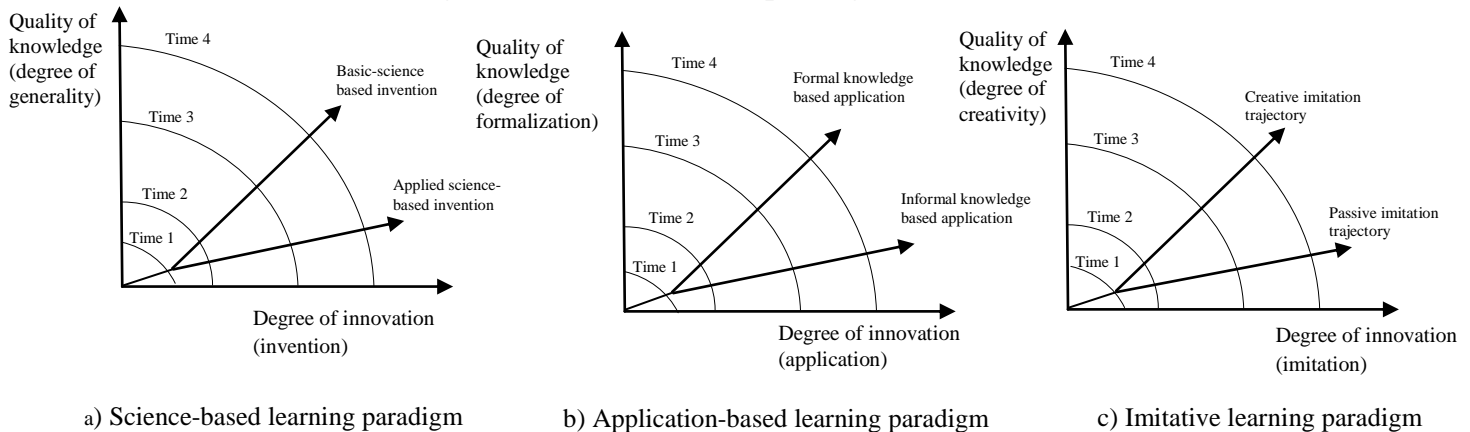 Quality of
knowledge
(degree of
generality)
Time 4
Time 3
Time 2
Time 1
Basic-science
based invention
Applied science-
based invention
Degree of innovation
(invention)
a) Science-based learning paradigm
Quality of
knowledge
(degree of
formalization)
Time 4
Time 3
Time 2
Time 1
Formal knowledge
based application
Informal knowledge
based application
Degree of innovation
(application)
b) Application-based learning paradigm
Quality of
knowledge
(degree of
creativity)
Time 4
Time 3
Time 2
Time 1
Creative imitation
trajectory
Passive imitation
trajectory
Degree of innovation
(imitation)
c) Imitative learning paradigm